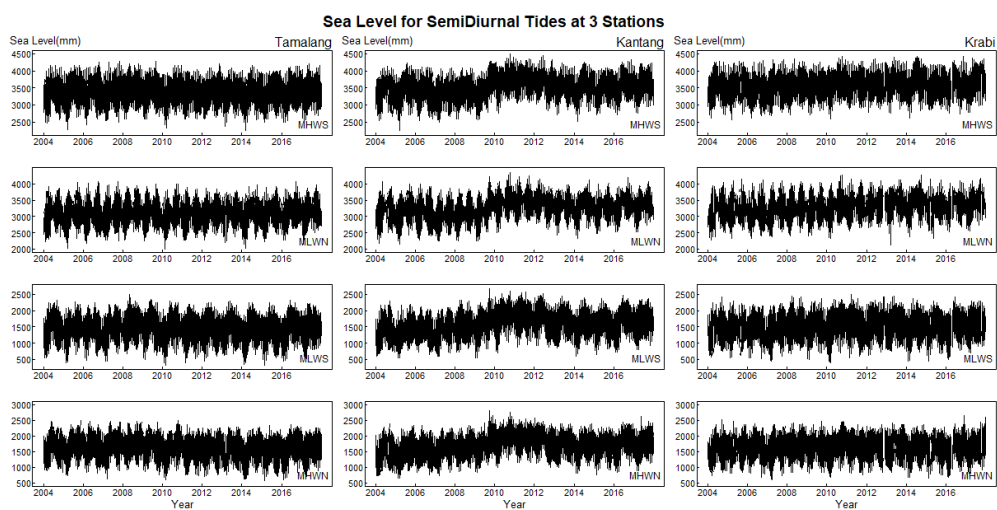 Sea Level for SemiDiurnal Tides at 3 Stations
Sea Level(mm) Tamalang Sea Level(mm) Kantang Sea Level(mm) Krabi
4500 4500 4500
4000 4000 4000
3500 3500 3500
3000 3000 3000
2500 2500 2500
MHWS MHWS MHWS
2004 2006 2008 2010 2012 2014 2016 2004 2006 2008 2010 2012 2014 2016 2004 2006 2008 2010 2012 2014 2016
4000 4000 4000
3500 3500 3500
3000 3000 3000
2500 2500 2500
2000 2000 2000
MLWN MLWN MLWN
2004 2006 2008 2010 2012 2014 2016 2004 2006 2008 2010 2012 2014 2016 2004 2006 2008 2010 2012 2014 2016
2500 2500 2500
2000 2000 2000
1500 1500 1500
1000 1000 1000
500 500 500
MLWS MLWS MLWS
2004 2006 2008 2010 2012 2014 2016 2004 2006 2008 2010 2012 2014 2016 2004 2006 2008 2010 2012 2014 2016
3000 3000 3000
2500 2500 2500
2000 2000 2000
1500 1500 1500
1000 1000 1000
500 500 500
MHWN MHWN MHWN
2004 2006 2008 2010 2012 2014 2016 2004 2006 2008 2010 2012 2014 2016 2004 2006 2008 2010 2012 2014 2016
Year Year Year